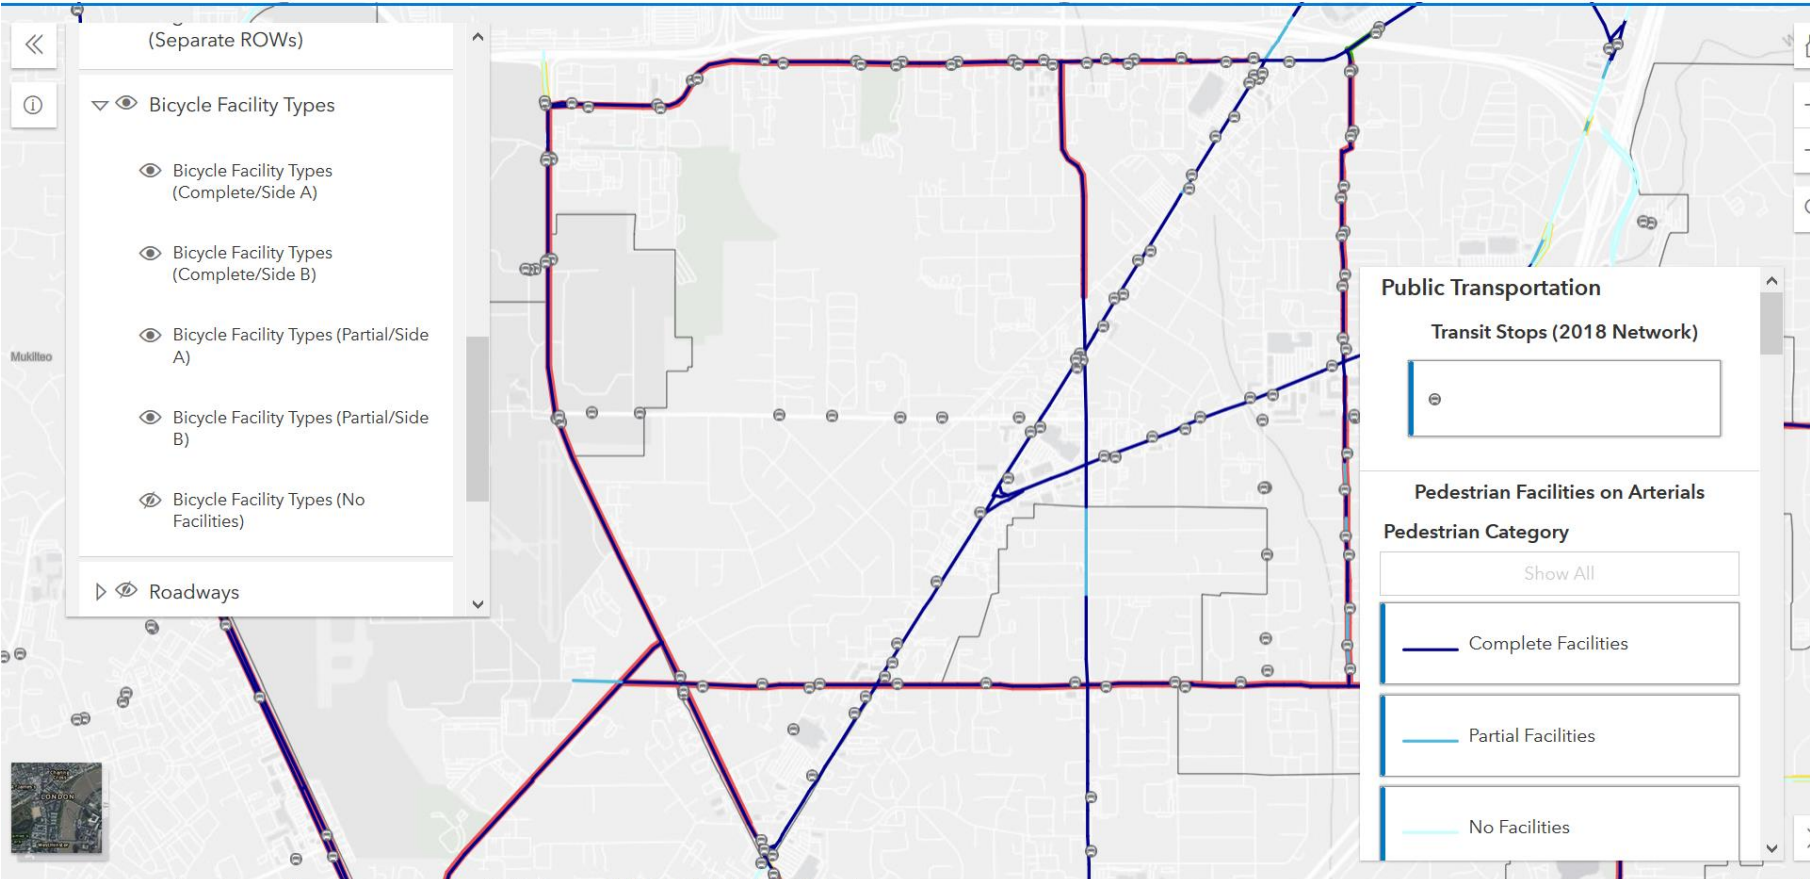 (Separate ROWs)
Bicycle Facility Types
Bicycle Facility Types
(Complete/Side A)
Bicycle Facility Types
(Complete/Side B)
Bicycle Facility Types (Partial/Side
A)
Bicycle Facility Types (Partial/Side
B)
Bicycle Facility Types (No
Facilities)
Roadways
Mukilteo
LONDON
Public Transportation
Transit Stops (2018 Network)
Pedestrian Facilities on Arterials
Pedestrian Category
Show All
Complete Facilities
Partial Facilities
No Facilities